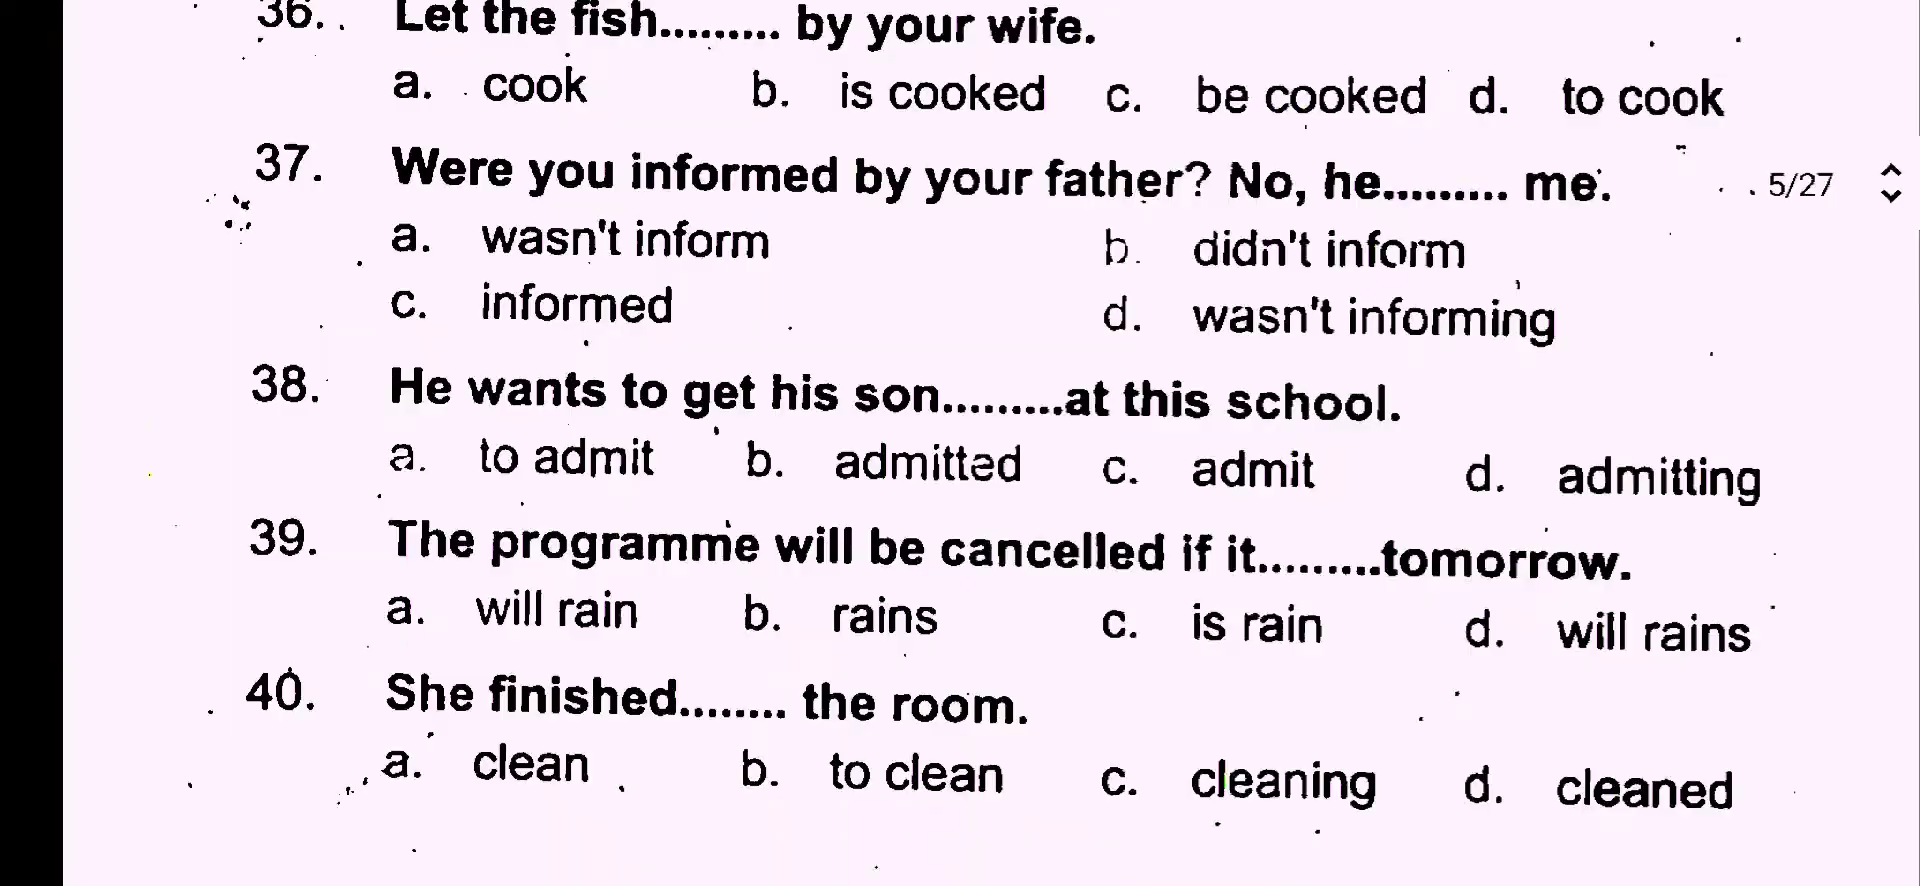 36. Let the fish......... by your wife.
a. cook b. is cooked c. be cooked d. to cook
37. Were you informed by your father? No, he......... me.
5/27
a. wasn't inform b. didn't inform
c. informed d. wasn't informing
38. He wants to get his son.........at this school.
a. to admit b. admitted c. admit d. admitting
39. The programme will be cancelled if it.........tomorrow.
a. will rain b. rains c. is rain d. will rains
40. She finished........ the room.
a. clean b. to clean c. cleaning d. cleaned